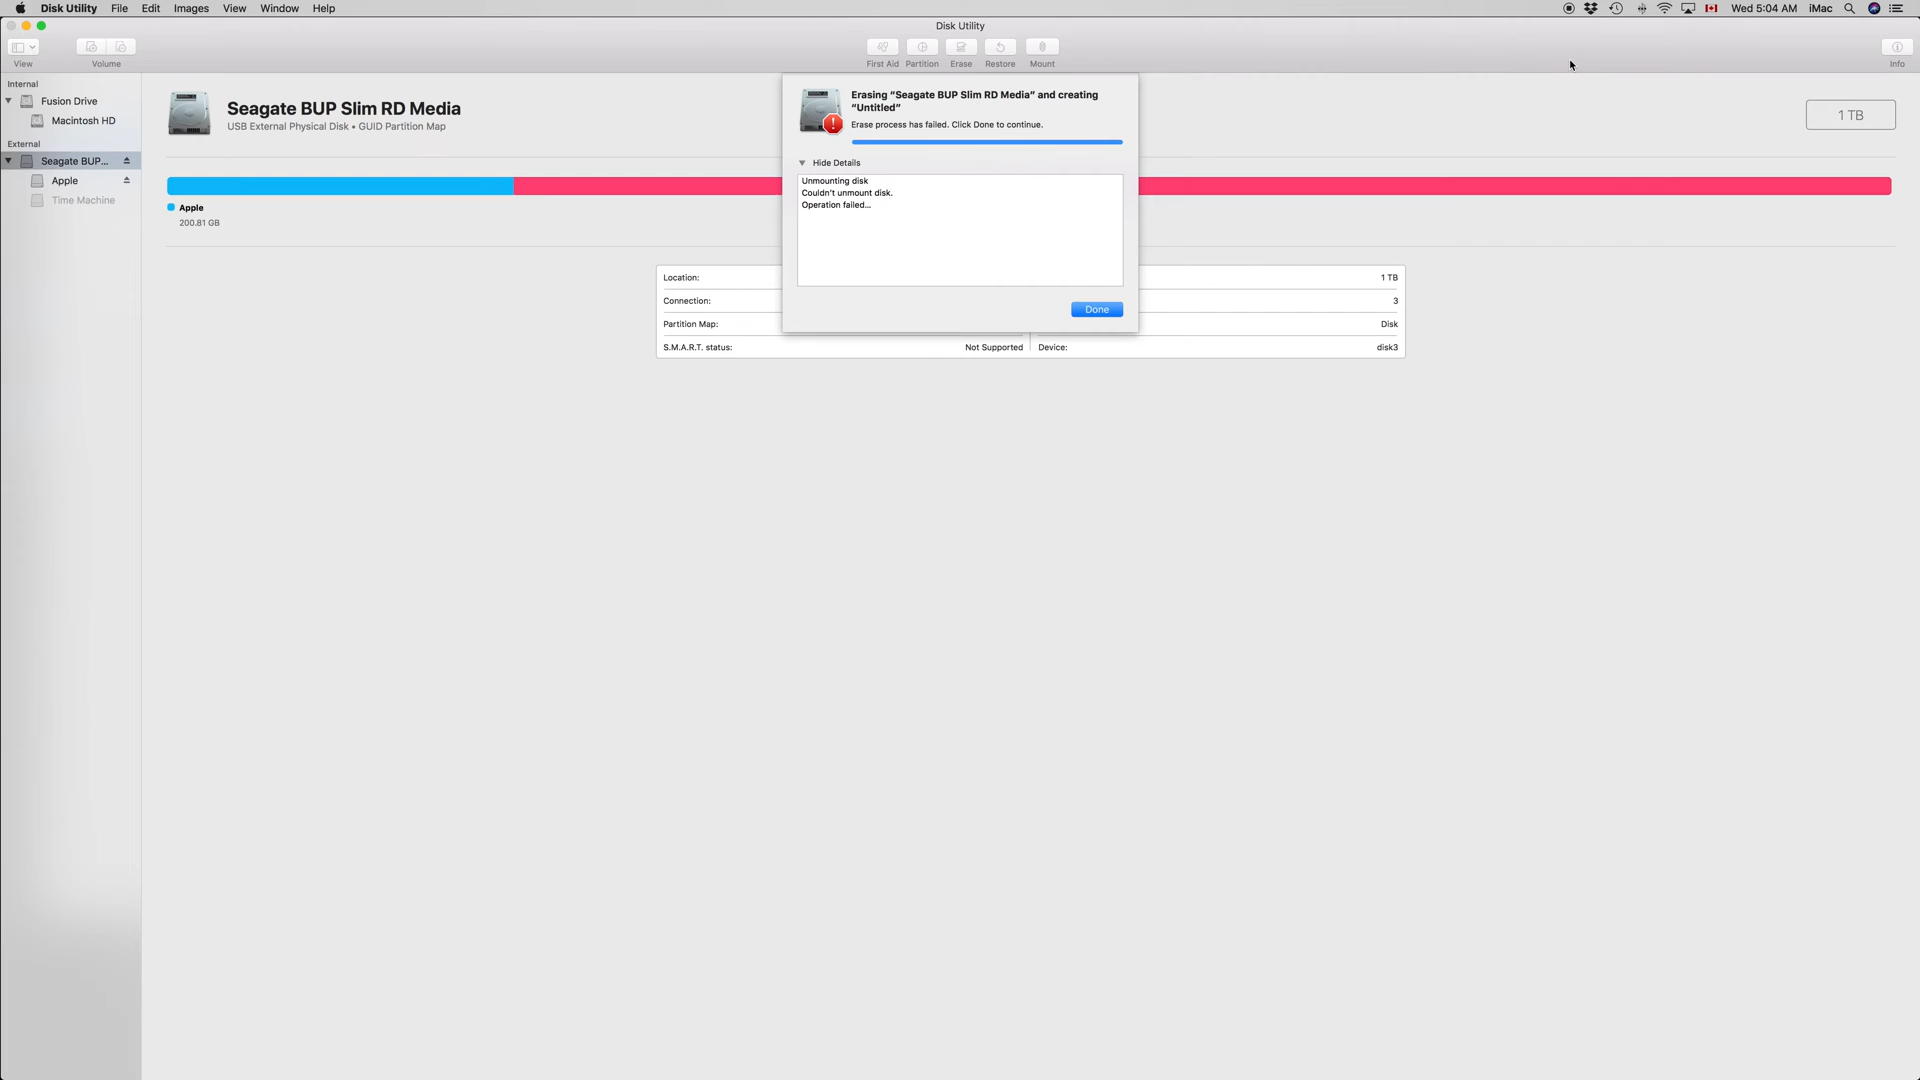 Disk Utility File Edit Images View Window Help Wed 5:04 AM iMac
Disk Utility
View Volume First Aid Partition Erase Restore Mount Info
Internal
Fusion Drive
Macintosh HD
External
Seagate BUP...
Apple
Time Machine
Seagate BUP Slim RD Media
USB External Physical Disk • GUID Partition Map
1 TB
Apple
200.81 GB
Erasing “Seagate BUP Slim RD Media” and creating
“Untitled”
Erase process has failed. Click Done to continue.
Hide Details
Unmounting disk
Couldn’t unmount disk.
Operation failed...
Done
Location: 1 TB
Connection: 3
Partition Map: Disk
S.M.A.R.T. status: Not Supported Device: disk3